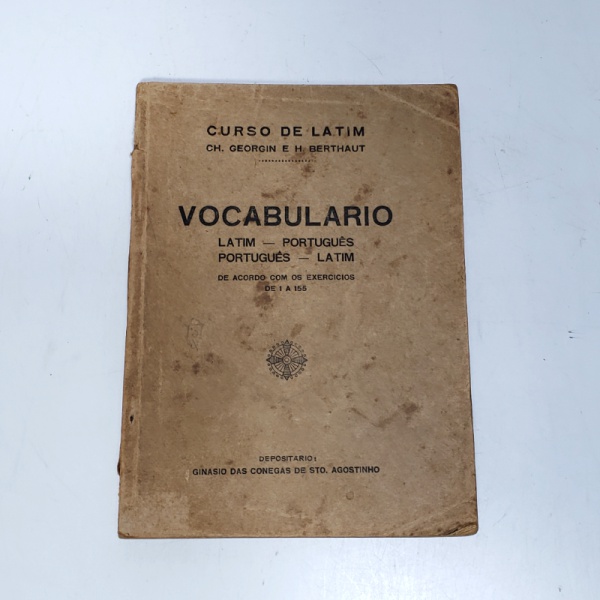 CURSO DE LATIM
CH. GEORGIN E H. BERTHAUT
VOCABULARIO
LATIM — PORTUGUÊS
PORTUGUÊS — LATIM
DE ACORDO COM OS EXERCICIOS
DE 1 A 155
DEPOSITARIO:
GINASIO DAS CONEGAS DE STO. AGOSTINHO